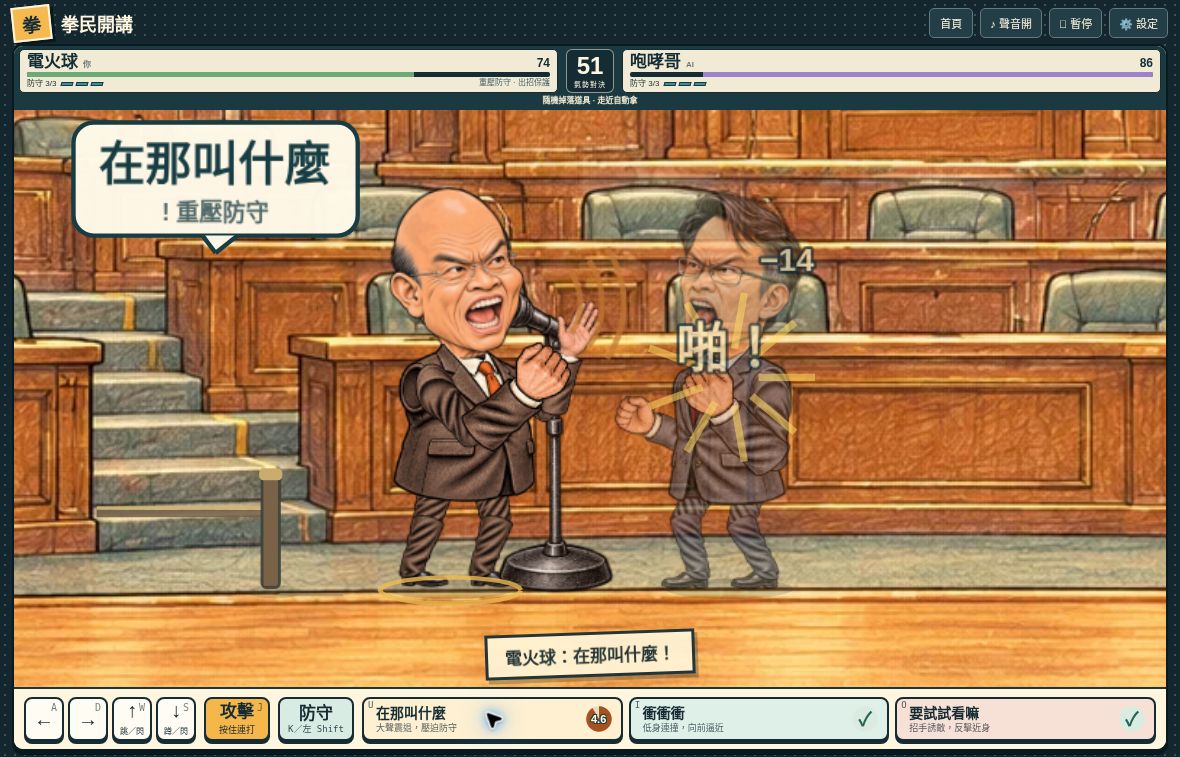 拳 拳民開講 首頁 ♪ 聲音開 暫停 設定
電火球 你 74
防守 3/3 重壓防守 · 出招保護
51
氣勢對決
咆哮哥 AI 86
防守 3/3
隨機掉落道具 · 走近自動拿
在那叫什麼
！重壓防守
−14
啪！
電火球：在那叫什麼！
A ←
D →
W ↑ 跳／閃
S ↓ 蹲／閃
攻擊 J
按住連打
防守
K／左 Shift
U 在那叫什麼 4.6
大聲震退，壓迫防守
I 衝衝衝 ✓
低身連撞，向前逼近
O 要試試看嘛 ✓
招手誘敵，反擊近身